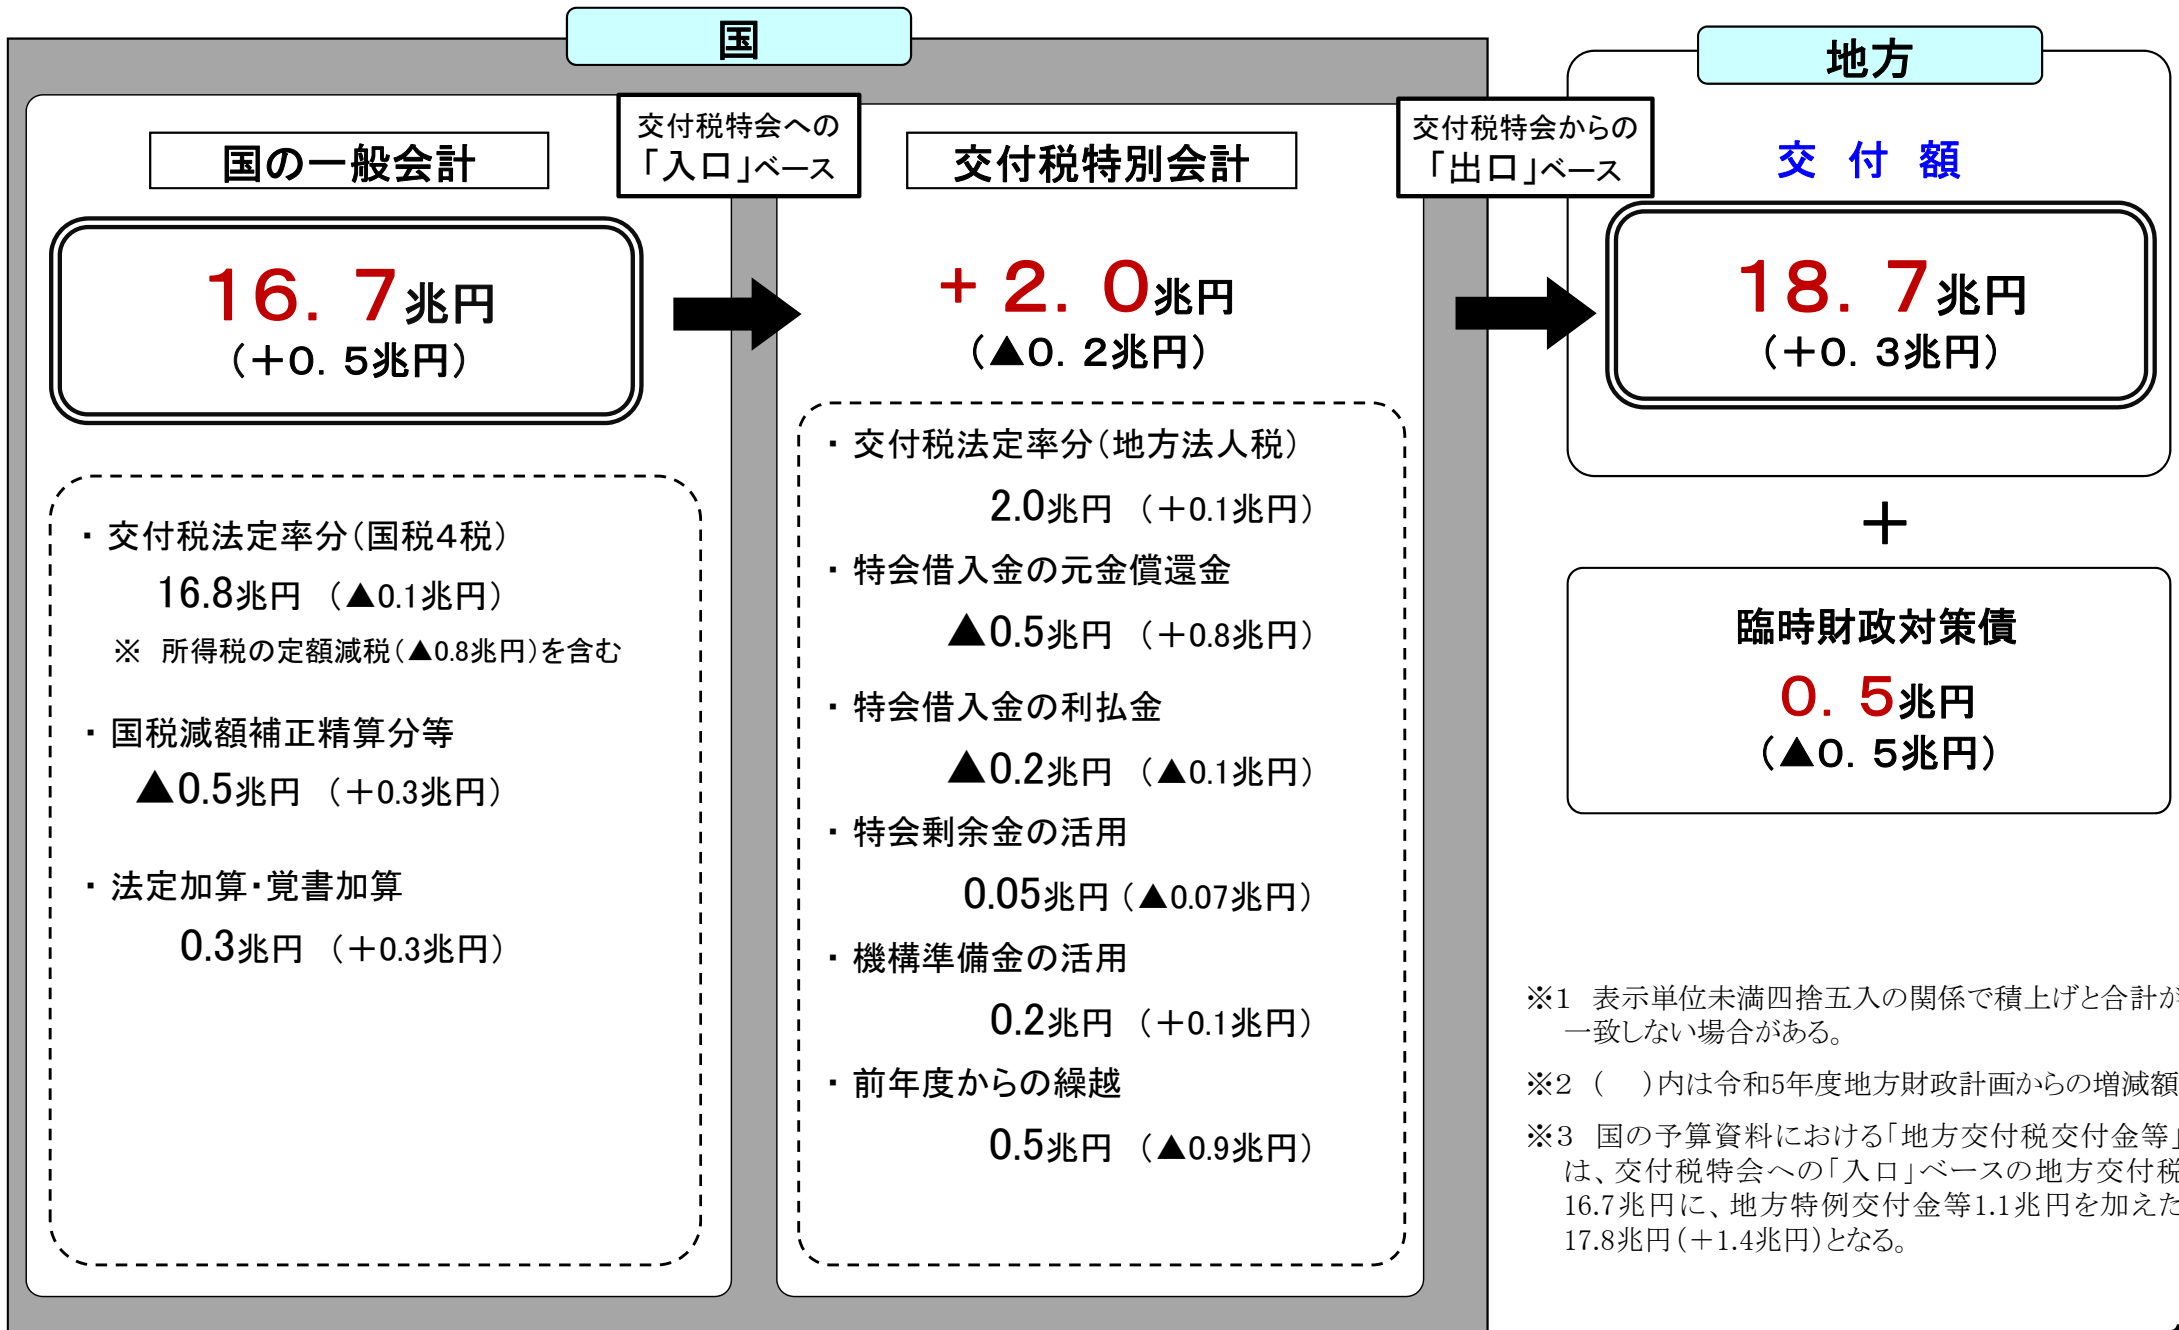 国
国の一般会計
交付税特会への
「入口」ベース
16．7兆円
（＋0．5兆円）
・交付税法定率分（国税4税）
16.8兆円 （▲0.1兆円）
※ 所得税の定額減税（▲0.8兆円）を含む
・国税減額補正精算分等
▲0.5兆円 （＋0.3兆円）
・法定加算・覚書加算
0.3兆円 （＋0.3兆円）
交付税特別会計
＋2．0兆円
（▲0．2兆円）
・交付税法定率分（地方法人税）
2.0兆円 （＋0.1兆円）
・特会借入金の元金償還金
▲0.5兆円 （＋0.8兆円）
・特会借入金の利払金
▲0.2兆円 （▲0.1兆円）
・特会剰余金の活用
0.05兆円（▲0.07兆円）
・機構準備金の活用
0.2兆円 （＋0.1兆円）
・前年度からの繰越
0.5兆円 （▲0.9兆円）
交付税特会からの
「出口」ベース
地方
交 付 額
18．7兆円
（＋0．3兆円）
＋
臨時財政対策債
0．5兆円
（▲0．5兆円）
※1 表示単位未満四捨五入の関係で積上げと合計が
一致しない場合がある。
※2 （ ）内は令和5年度地方財政計画からの増減額
※3 国の予算資料における「地方交付税交付金等」
は、交付税特会への「入口」ベースの地方交付税
16.7兆円に、地方特例交付金等1.1兆円を加えた
17.8兆円（＋1.4兆円）となる。